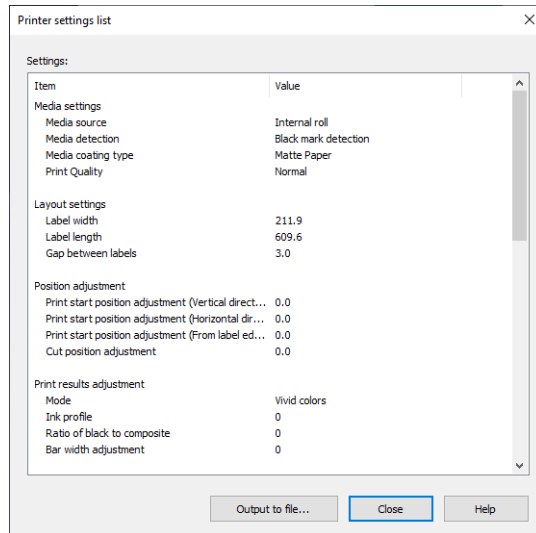 Printer settings list
Settings:
Item Value
Media settings
Media source Internal roll
Media detection Black mark detection
Media coating type Matte Paper
Print Quality Normal
Layout settings
Label width 211.9
Label length 609.6
Gap between labels 3.0
Position adjustment
Print start position adjustment (Vertical direct... 0.0
Print start position adjustment (Horizontal dir... 0.0
Print start position adjustment (From label ed... 0.0
Cut position adjustment 0.0
Print results adjustment
Mode Vivid colors
Ink profile 0
Ratio of black to composite 0
Bar width adjustment 0
Output to file... Close Help